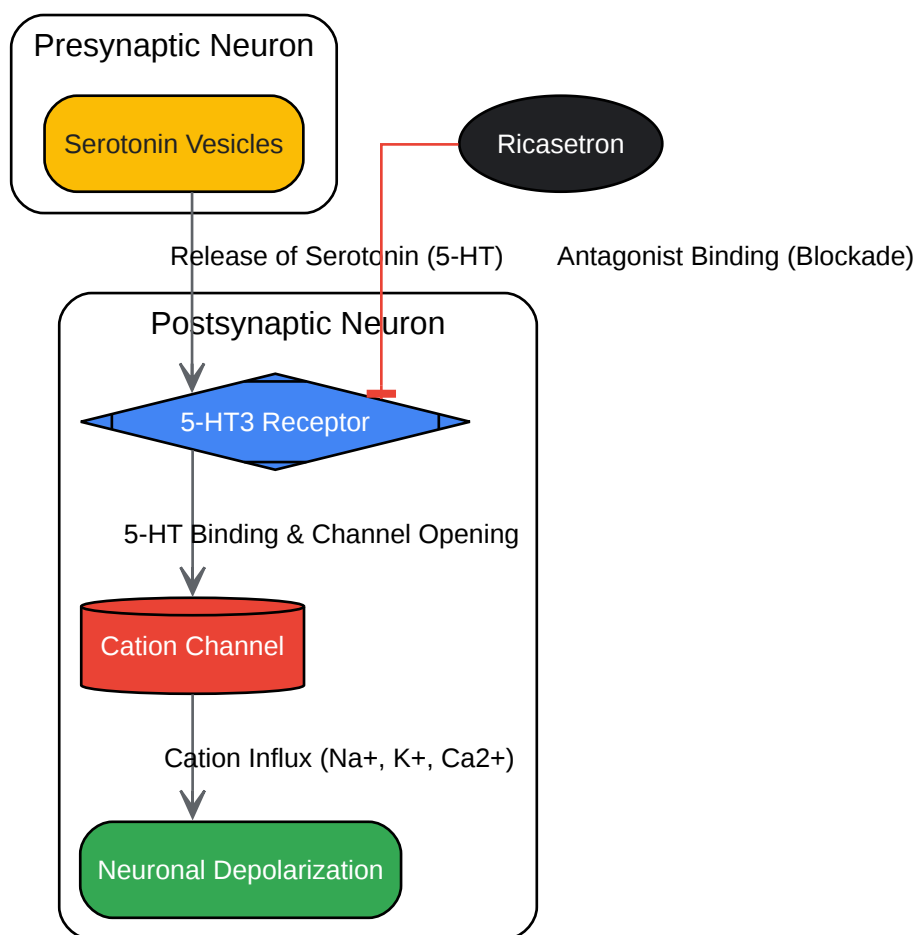 Presynaptic Neuron
Serotonin Vesicles
Ricasetron
Release of Serotonin (5-HT)
Antagonist Binding (Blockade)
Postsynaptic Neuron
5-HT3 Receptor
5-HT Binding & Channel Opening
Cation Channel
Cation Influx (Na+, K+, Ca2+)
Neuronal Depolarization